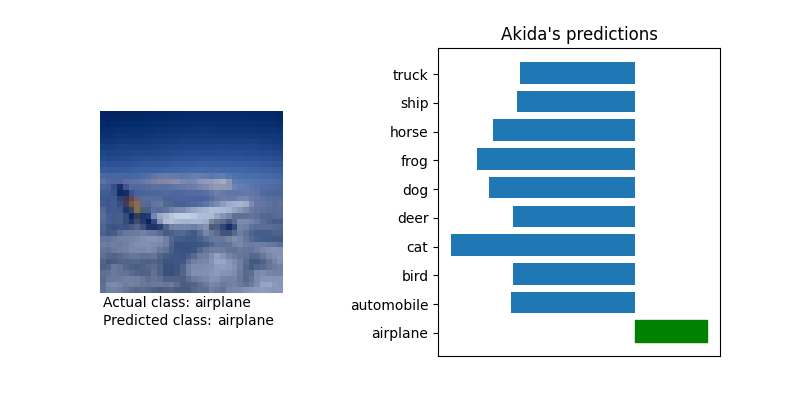 Akida's predictions
truck
ship
horse
frog
dog
deer
cat
bird
automobile
airplane
Actual class: airplane
Predicted class: airplane